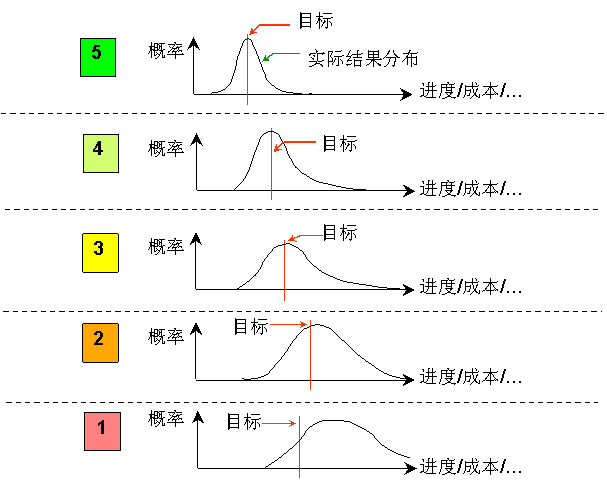 目标
5
概率
实际结果分布
进度/成本/...
4
概率
目标
进度/成本/...
3
概率
目标
进度/成本/...
2
概率
目标
进度/成本/...
1
概率
目标
进度/成本/...